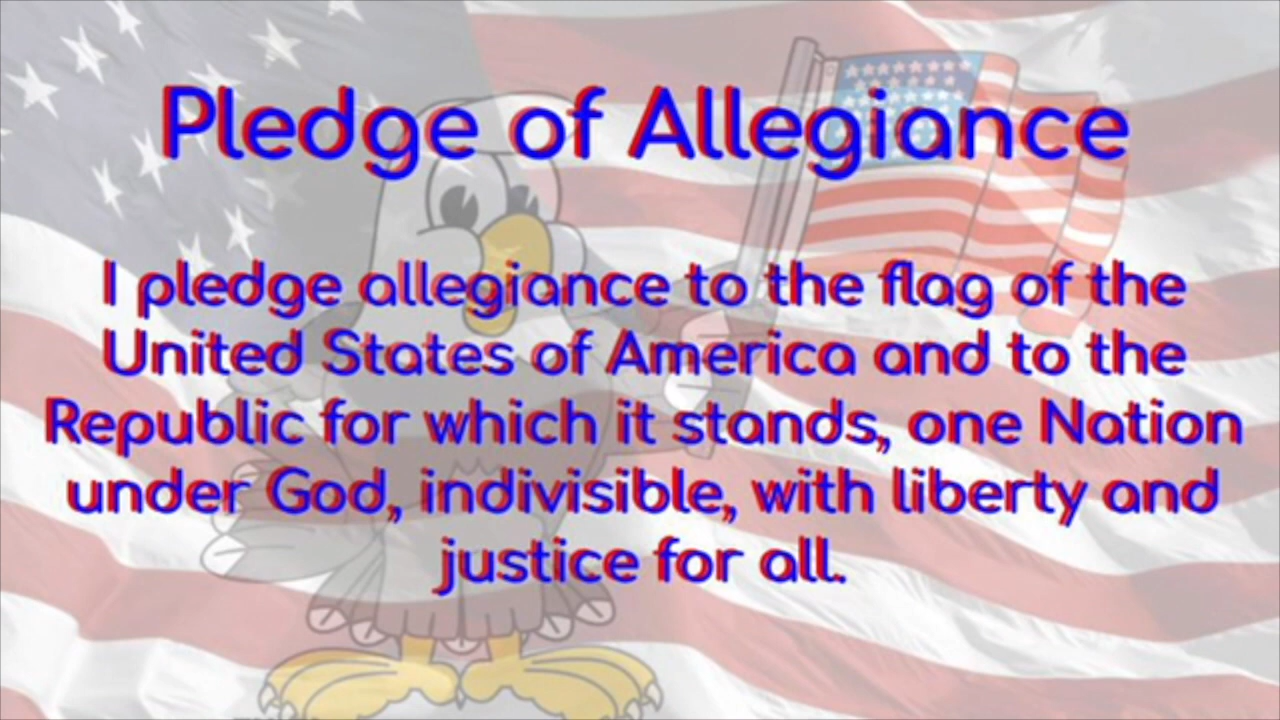 Pledge of Allegiance
I pledge allegiance to the flag of the
United States of America and to the
Republic for which it stands, one Nation
under God, indivisible, with liberty and
justice for all.